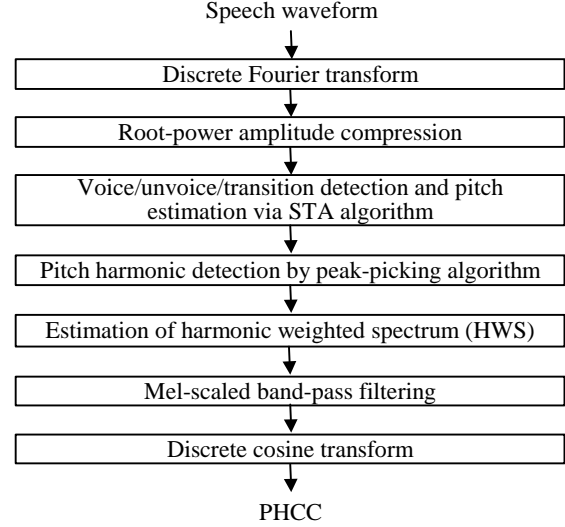 Speech waveform
Discrete Fourier transform
Root-power amplitude compression
Voice/unvoice/transition detection and pitch
estimation via STA algorithm
Pitch harmonic detection by peak-picking algorithm
Estimation of harmonic weighted spectrum (HWS)
Mel-scaled band-pass filtering
Discrete cosine transform
PHCC